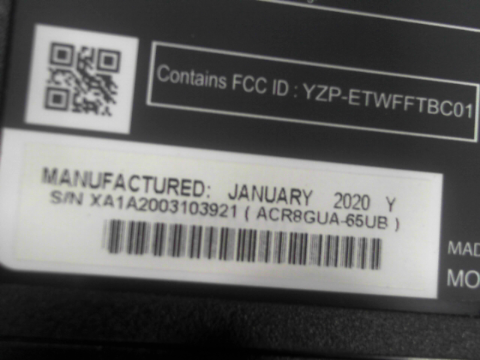 Contains FCC ID : YZP-ETWFFTBC01
MANUFACTURED: JANUARY 2020 Y
S/N XA1A2003103921 ( ACR8GUA-65UB )
MAD
MO